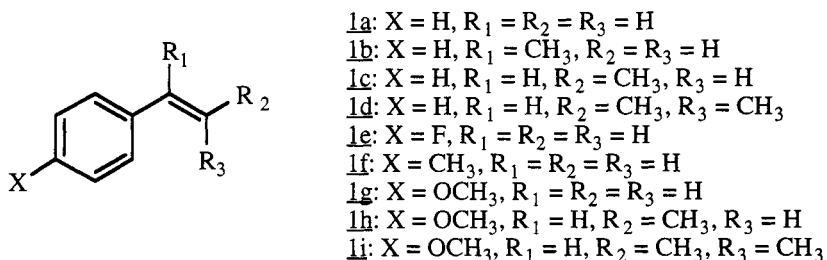 R₁
R₂
R₃
X
1a: X = H, R₁ = R₂ = R₃ = H
1b: X = H, R₁ = CH₃, R₂ = R₃ = H
1c: X = H, R₁ = H, R₂ = CH₃, R₃ = H
1d: X = H, R₁ = H, R₂ = CH₃, R₃ = CH₃
1e: X = F, R₁ = R₂ = R₃ = H
1f: X = CH₃, R₁ = R₂ = R₃ = H
1g: X = OCH₃, R₁ = R₂ = R₃ = H
1h: X = OCH₃, R₁ = H, R₂ = CH₃, R₃ = H
1i: X = OCH₃, R₁ = H, R₂ = CH₃, R₃ = CH₃